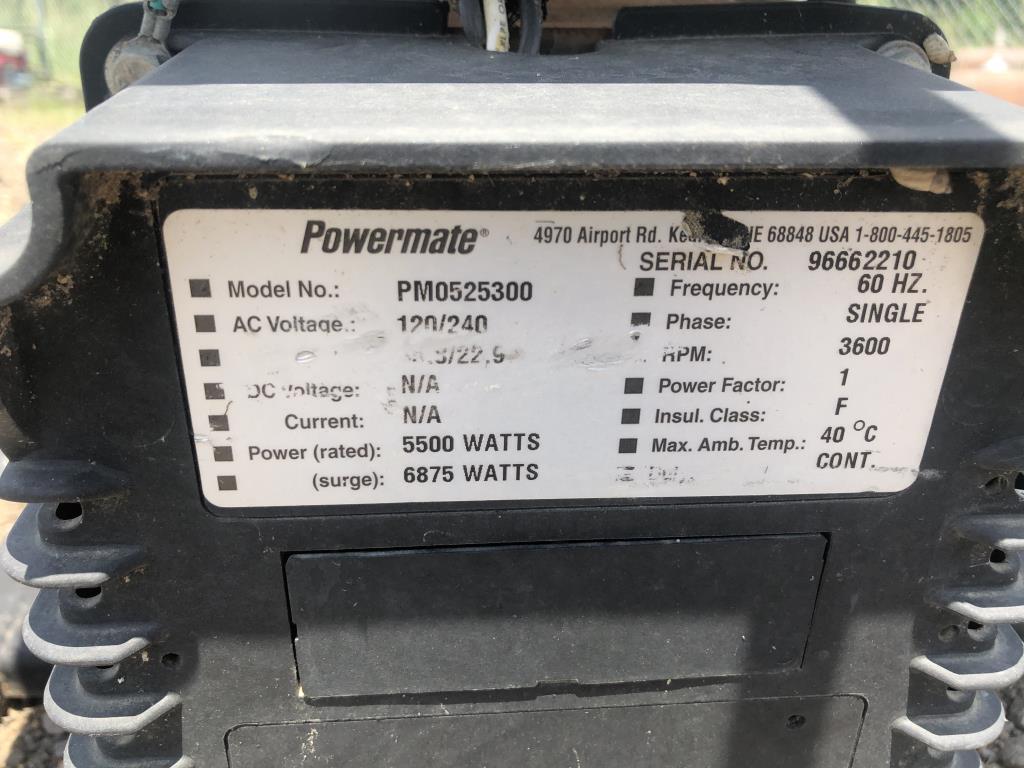 Powermate® 4970 Airport Rd. NE 68848 USA 1-800-445-1805
SERIAL NO. 96662210
Model No.: PM0525300
Frequency: 60 HZ.
AC Voltage.: 120/240
Phase: SINGLE
/22.9
RPM: 3600
DC Voltage: N/A
Power Factor: 1
Current: N/A
Insul. Class: F
Power (rated): 5500 WATTS
Max. Amb. Temp.: 40 °C
(surge): 6875 WATTS
CONT.